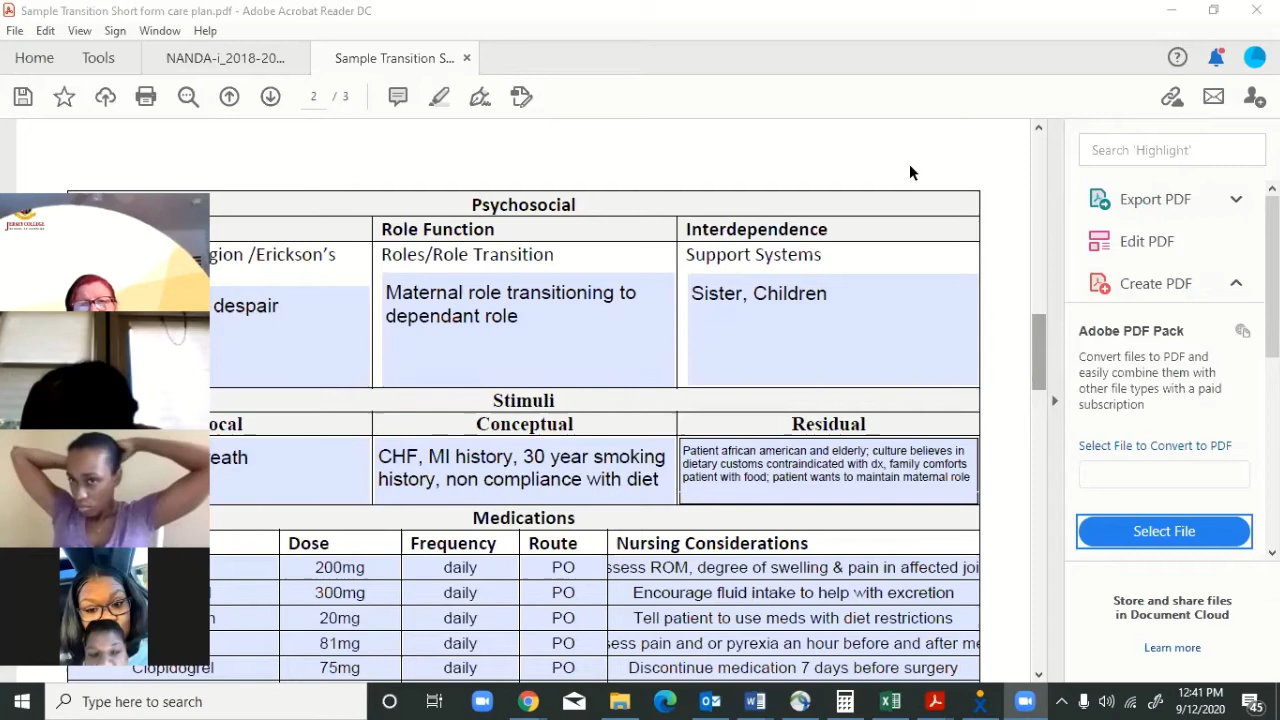 Sample Transition Short form care plan.pdf - Adobe Acrobat Reader DC
File Edit View Sign Window Help
Home Tools NANDA-i_2018-20... Sample Transition S... ×
2 / 3
Search 'Highlight'
Export PDF
Edit PDF
Create PDF
Adobe PDF Pack
Convert files to PDF and
easily combine them with
other file types with a paid
subscription
Select File to Convert to PDF
Select File
Store and share files
in Document Cloud
Learn more
JERSEY COLLEGE
Psychosocial
Role Function Interdependence
gion /Erickson's Roles/Role Transition Support Systems
despair Maternal role transitioning to Sister, Children
dependant role
Stimuli
ocal Conceptual Residual
eath CHF, MI history, 30 year smoking
history, non compliance with diet
Patient african american and elderly; culture believes in
dietary customs contraindicated with dx, family comforts
patient with food; patient wants to maintain maternal role
Medications
Dose Frequency Route Nursing Considerations
200mg daily PO ssess ROM, degree of swelling & pain in affected joi
300mg daily PO Encourage fluid intake to help with excretion
n 20mg daily PO Tell patient to use meds with diet restrictions
81mg daily PO ess pain and or pyrexia an hour before and after me
Clopidogrel 75mg daily PO Discontinue medication 7 days before surgery
Type here to search
12:41 PM
9/12/2020
45